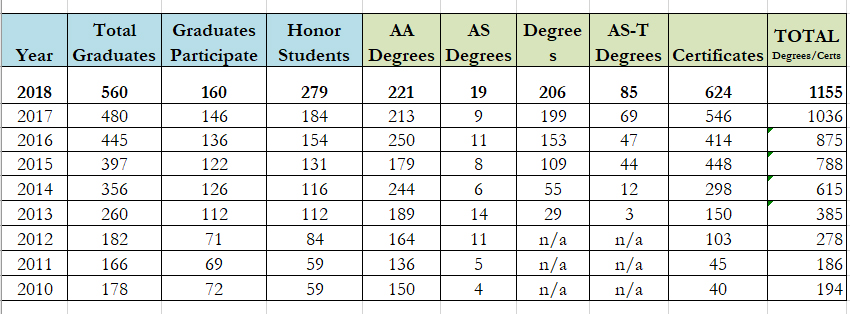 Year Total Graduates Graduates Participate Honor Students AA Degrees AS Degrees Degree s AS-T Degrees Certificates TOTAL Degrees/Certs
2018 560 160 279 221 19 206 85 624 1155
2017 480 146 184 213 9 199 69 546 1036
2016 445 136 154 250 11 153 47 414 875
2015 397 122 131 179 8 109 44 448 788
2014 356 126 116 244 6 55 12 298 615
2013 260 112 112 189 14 29 3 150 385
2012 182 71 84 164 11 n/a n/a 103 278
2011 166 69 59 136 5 n/a n/a 45 186
2010 178 72 59 150 4 n/a n/a 40 194